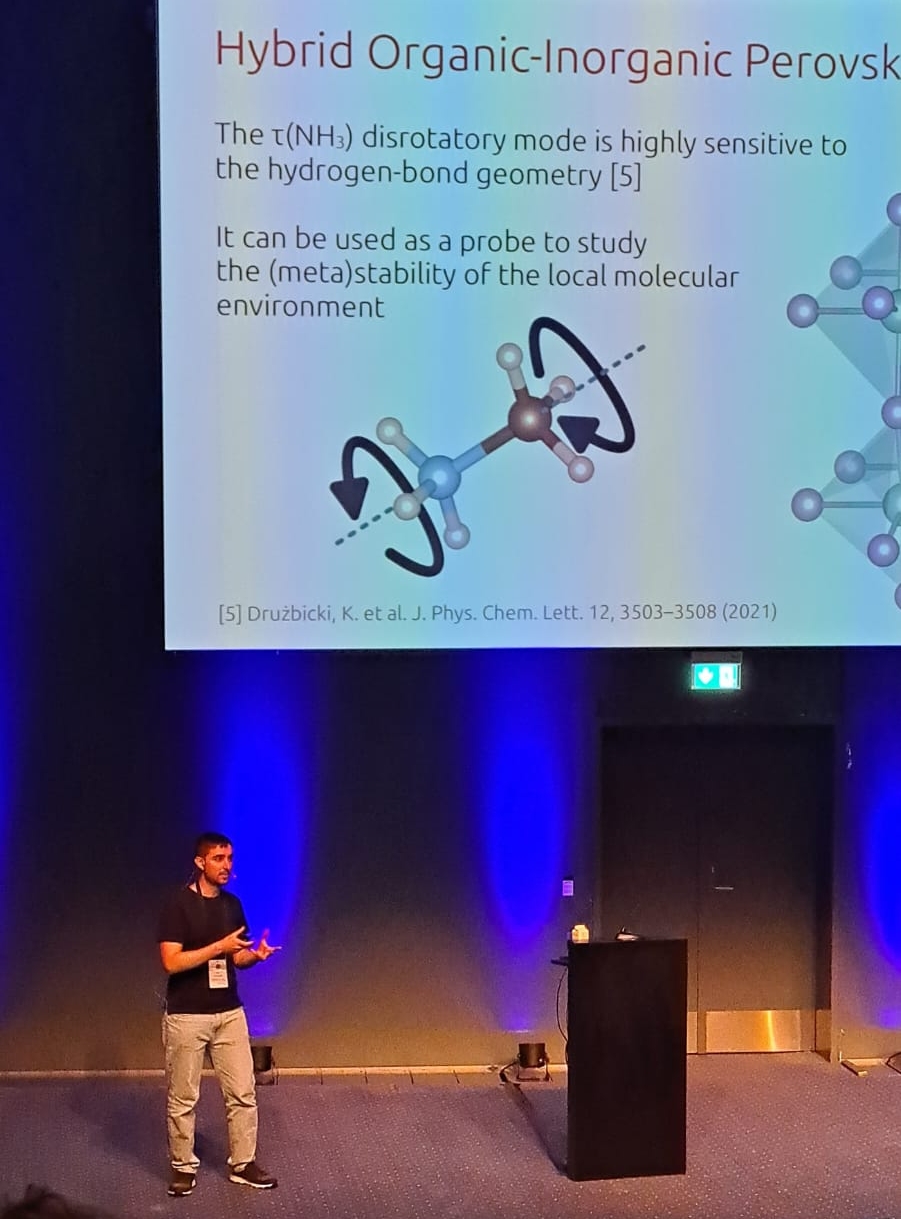 Hybrid Organic-Inorganic Perovsk
The τ(NH₃) disrotatory mode is highly sensitive to
the hydrogen-bond geometry [5]
It can be used as a probe to study
the (meta)stability of the local molecular
environment
[5] Drużbicki, K. et al. J. Phys. Chem. Lett. 12, 3503–3508 (2021)